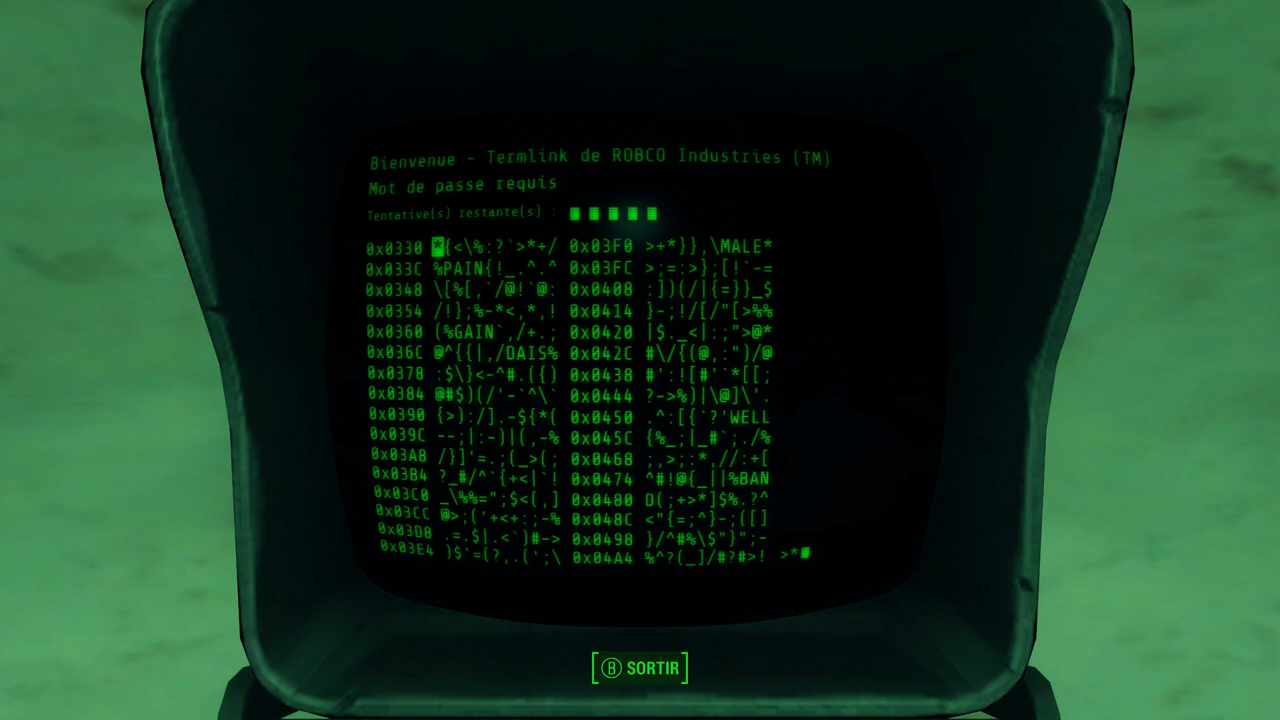 Bienvenue - Termlink de ROBCO Industries (TM)
Mot de passe requis
Tentative(s) restante(s) : █ █ █ █ █
0x0330 *{<\%:?`>*+/ 0x03F0 >+*}},\MALE*
0x033C %PAIN{!_.^.^ 0x03FC >;=:>};[!`-=
0x0348 \[%[,`/@!`@: 0x0408 :])(/|{=}}_$
0x0354 /!};%-*<,*,! 0x0414 }-;!/[/"[>%%
0x0360 (%GAIN`,/+.; 0x0420 |$._<|:;">@*
0x036C @^{{|,/DAIS% 0x042C #\/{(@,:")/@
0x0378 :$\}<-^#.({) 0x0438 #':![#'`*[[;
0x0384 @#$)(/'-`^\` 0x0444 ?->%)|\@]\'.
0x0390 {>):/].-${*( 0x0450 .^:[{`?'WELL
0x039C --;|:-)|(,-% 0x045C {%_;|_#`;./%
0x03A8 /}]'=.;(_>(; 0x0468 ;,>;:*,//:+[
0x03B4 ?_#/^`{+<|`! 0x0474 ^#!@{_||%BAN
0x03C0 _\%%=";$<(,] 0x0480 D(;+>*]$%.?^
0x03CC @>;('+<+:;-% 0x048C <"{=;^}-;([]
0x03D8 .=.$|.<`)#-> 0x0498 }/^#%\$"}";-
0x03E4 )$'=(?,.(';\ 0x04A4 %^?(_]/#?#>! >*█
B SORTIR